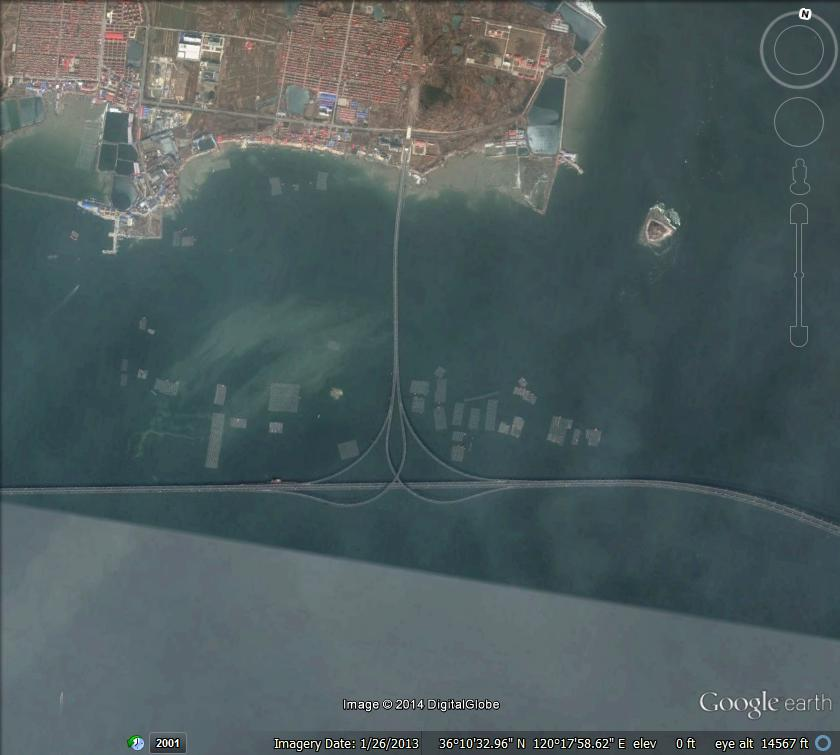 N
Image © 2014 DigitalGlobe
Google earth
2001
Imagery Date: 1/26/2013 36°10'32.96" N 120°17'58.62" E elev 0 ft eye alt 14567 ft